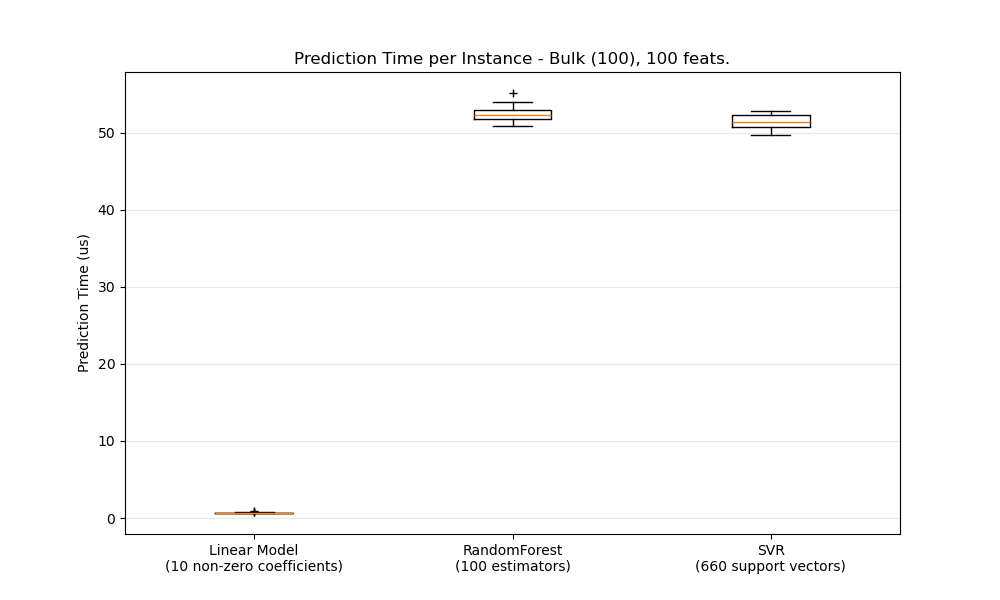 Prediction Time per Instance - Bulk (100), 100 feats.
Prediction Time (us)
50
40
30
20
10
0
Linear Model
(10 non-zero coefficients)
RandomForest
(100 estimators)
SVR
(660 support vectors)